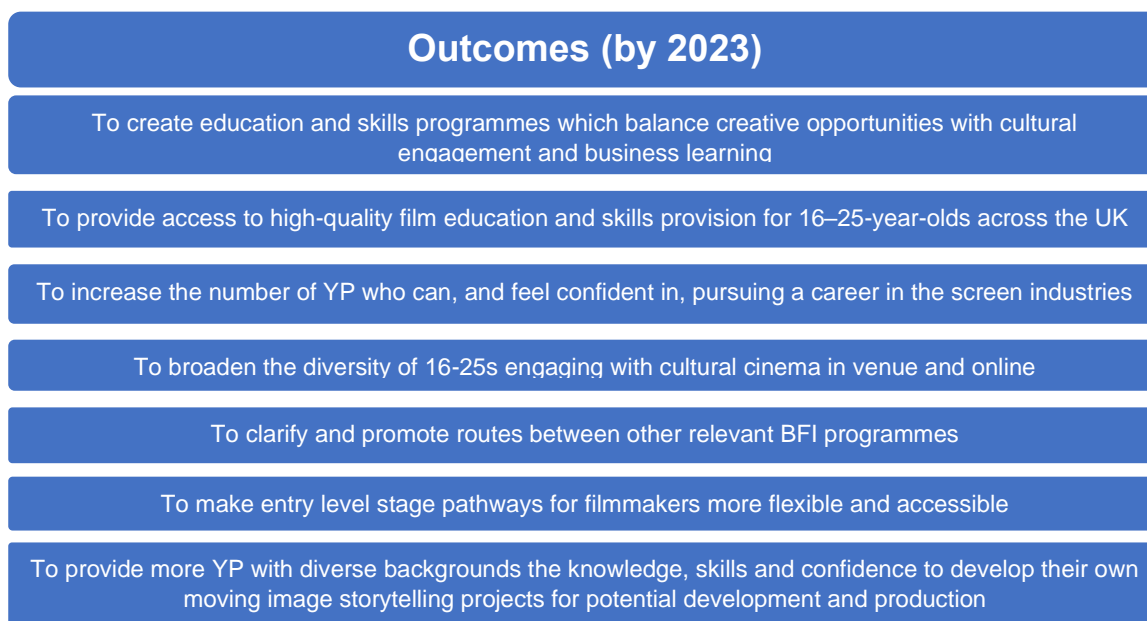 Outcomes (by 2023)
To create education and skills programmes which balance creative opportunities with cultural
engagement and business learning
To provide access to high-quality film education and skills provision for 16–25-year-olds across the UK
To increase the number of YP who can, and feel confident in, pursuing a career in the screen industries
To broaden the diversity of 16-25s engaging with cultural cinema in venue and online
To clarify and promote routes between other relevant BFI programmes
To make entry level stage pathways for filmmakers more flexible and accessible
To provide more YP with diverse backgrounds the knowledge, skills and confidence to develop their own
moving image storytelling projects for potential development and production